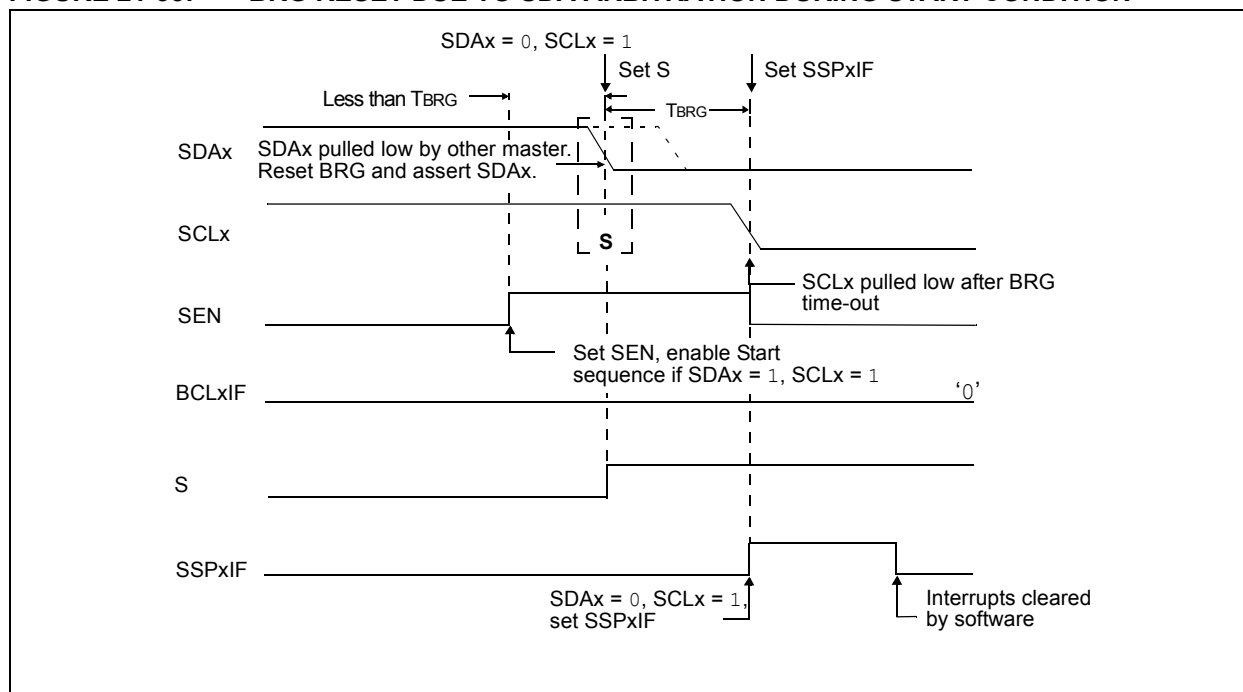 SDAx = 0, SCLx = 1
Set S
Set SSPxIF
Less than TBRG
TBRG
SDAx
SDAx pulled low by other master.
Reset BRG and assert SDAx.
SCLx
S
SCLx pulled low after BRG
time-out
SEN
Set SEN, enable Start
sequence if SDAx = 1, SCLx = 1
BCLxIF
‘0’
S
SSPxIF
SDAx = 0, SCLx = 1,
set SSPxIF
Interrupts cleared
by software